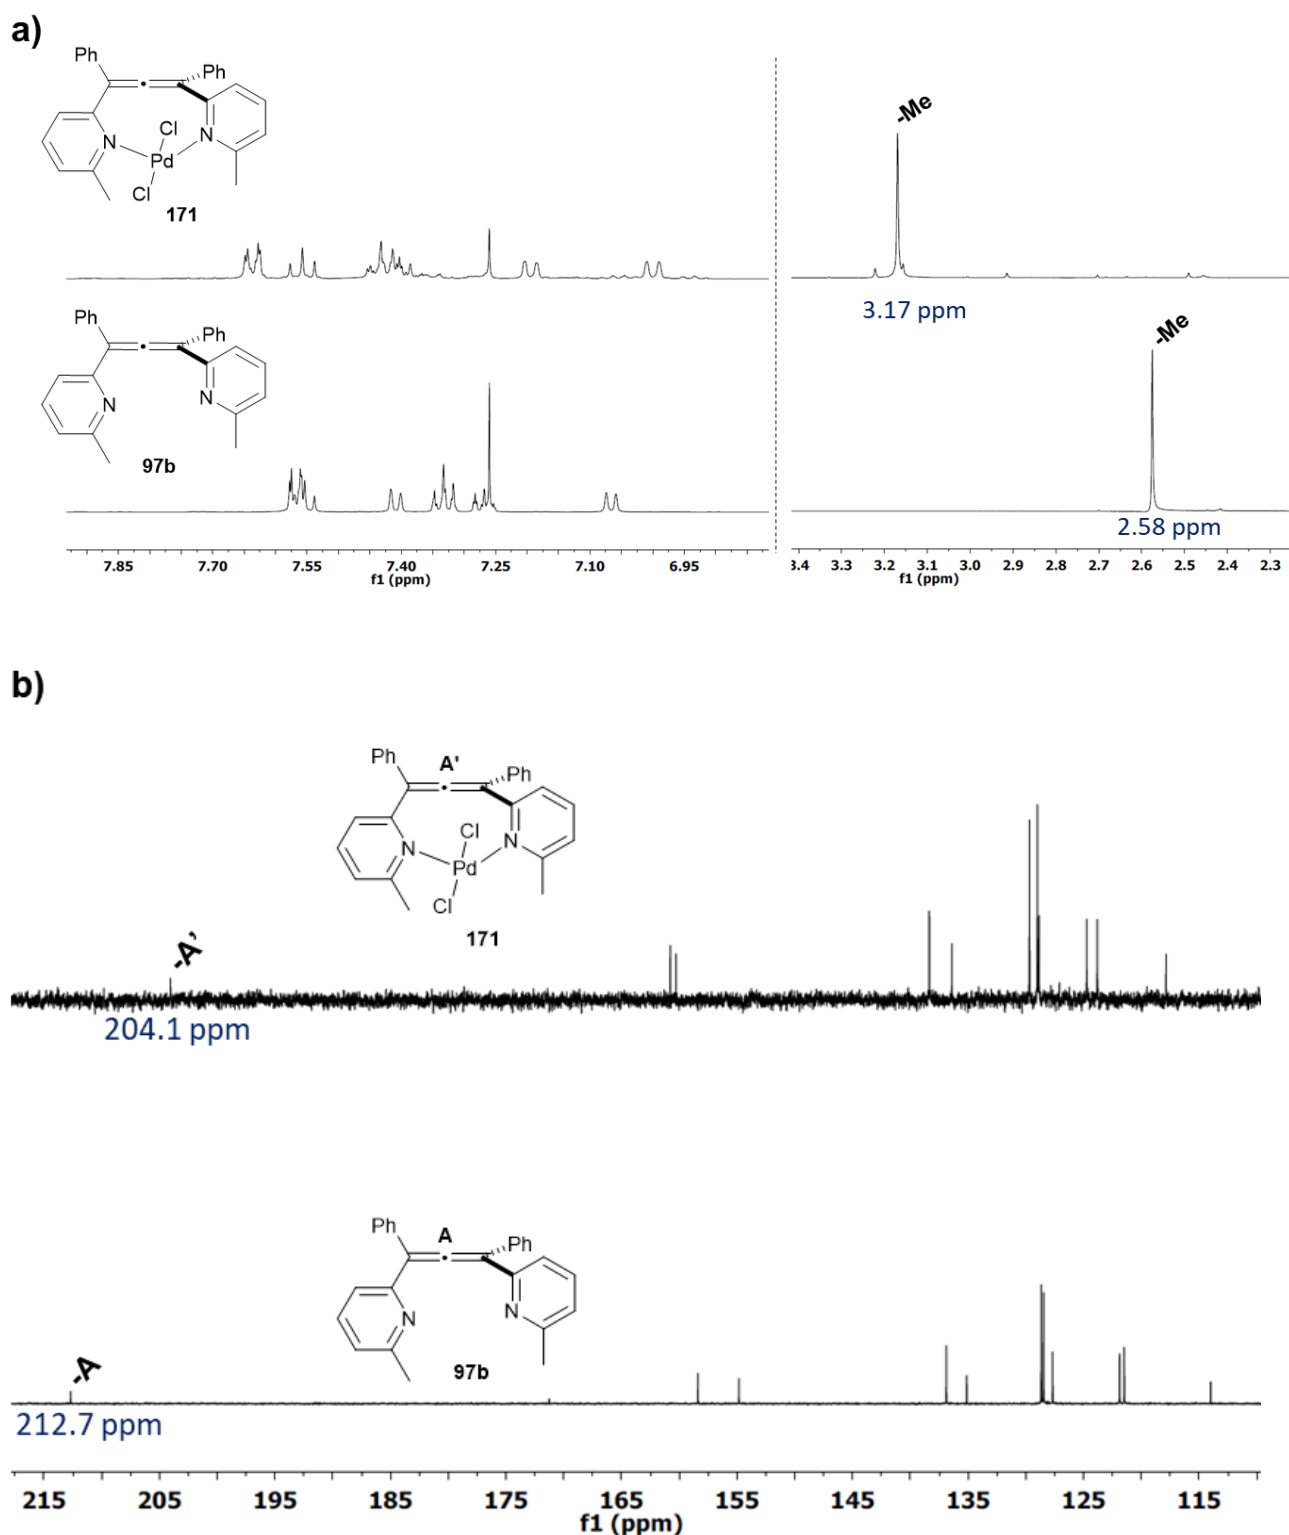 a)
Ph
Ph
N
Cl
N
Pd
Cl
171
-Me
3.17 ppm
Ph
Ph
N
N
97b
-Me
2.58 ppm
7.85 7.70 7.55 7.40 7.25 7.10 6.95
f1 (ppm)
3.4 3.3 3.2 3.1 3.0 2.9 2.8 2.7 2.6 2.5 2.4 2.3
f1 (ppm)
b)
Ph
A'
Ph
Cl
N
N
Pd
Cl
171
-A'
204.1 ppm
Ph
A
Ph
N
N
97b
-A
212.7 ppm
215 205 195 185 175 165 155 145 135 125 115
f1 (ppm)